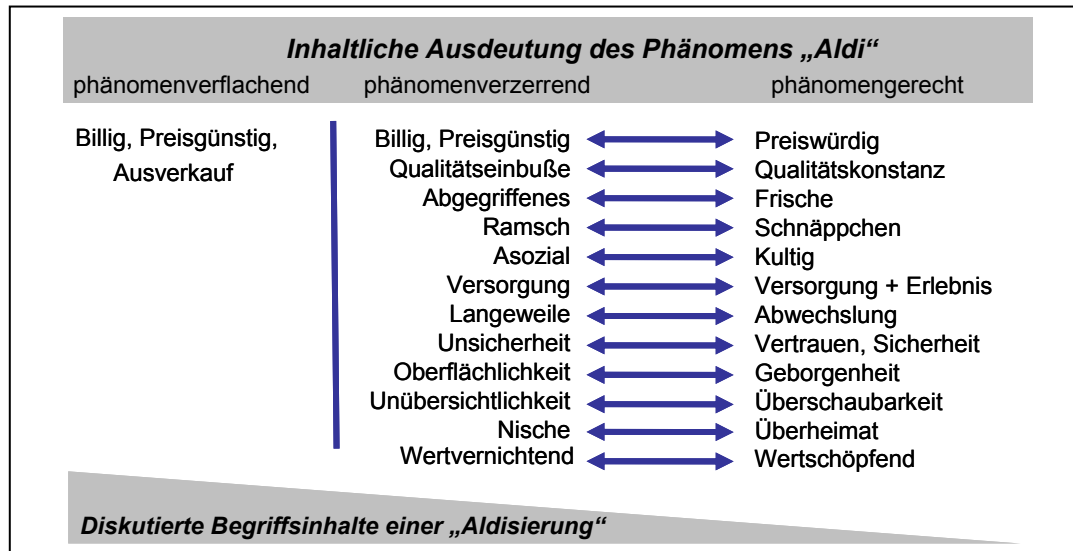 Inhaltliche Ausdeutung des Phänomens „Aldi“
phänomenverflachend phänomenverzerrend phänomengerecht
Billig, Preisgünstig,
Ausverkauf
Billig, Preisgünstig Preiswürdig
Qualitätseinbuße Qualitätskonstanz
Abgegriffenes Frische
Ramsch Schnäppchen
Asozial Kultig
Versorgung Versorgung + Erlebnis
Langeweile Abwechslung
Unsicherheit Vertrauen, Sicherheit
Oberflächlichkeit Geborgenheit
Unübersichtlichkeit Überschaubarkeit
Nische Überheimat
Wertvernichtend Wertschöpfend
Diskutierte Begriffsinhalte einer „Aldisierung“